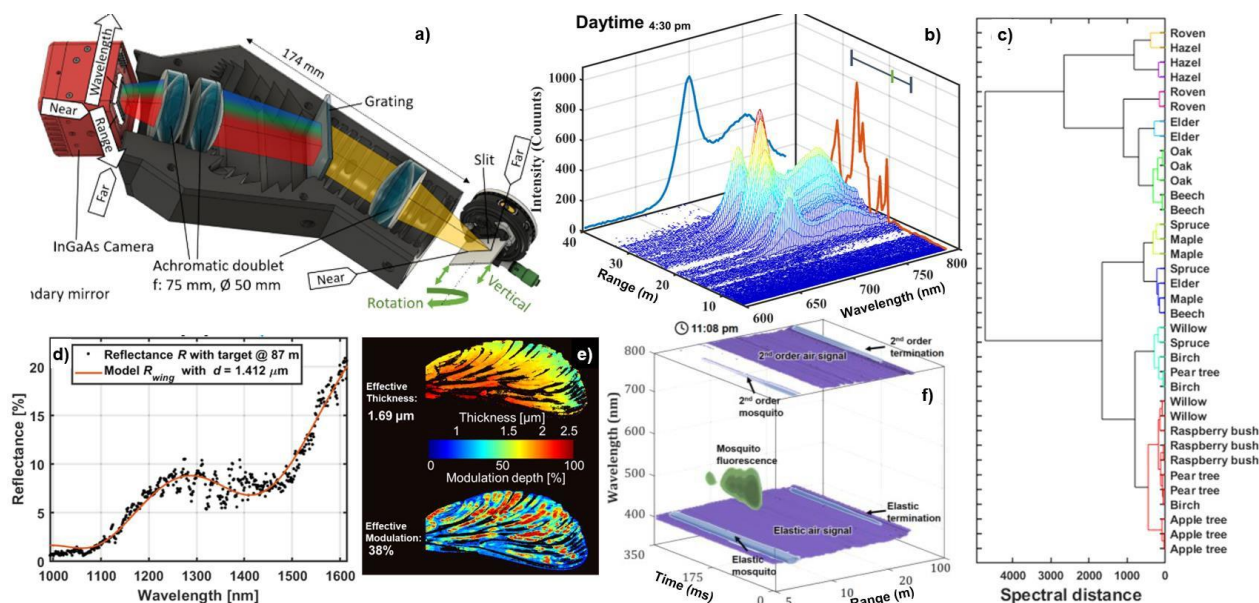 a)
174 mm
Wavelength
Near
Range
Far
Grating
Slit
Far
InGaAs Camera
Achromatic doublet
f: 75 mm, Ø 50 mm
Near
Rotation
Vertical
ndary mirror
Daytime 4:30 pm
b)
Intensity (Counts)
1000
800
600
400
200
0
40
30
20
10
Range (m)
600
650
700
750
800
Wavelength (nm)
c)
Roven
Hazel
Hazel
Hazel
Roven
Roven
Elder
Elder
Oak
Oak
Oak
Beech
Beech
Spruce
Maple
Maple
Spruce
Elder
Maple
Beech
Willow
Spruce
Birch
Pear tree
Birch
Willow
Willow
Raspberry bush
Raspberry bush
Raspberry bush
Pear tree
Pear tree
Birch
Apple tree
Apple tree
Apple tree
4000 3000 2000 1000 0
Spectral distance
d)
Reflectance R with target @ 87 m
Model Rwing with d = 1.412 μm
Reflectance [%]
20
15
10
5
0
1000 1100 1200 1300 1400 1500 1600
Wavelength [nm]
e)
Effective
Thickness:
1.69 μm
Thickness [μm]
1 1.5 2 2.5
0 50 100
Modulation depth [%]
Effective
Modulation:
38%
11:08 pm
f)
2nd order air signal
2nd order
termination
2nd order
mosquito
Mosquito
fluorescence
Elastic
termination
Elastic air signal
Elastic
mosquito
Wavelength (nm)
800
700
600
500
400
350
Time (ms)
175
0
5
10
20
100
Range (m)